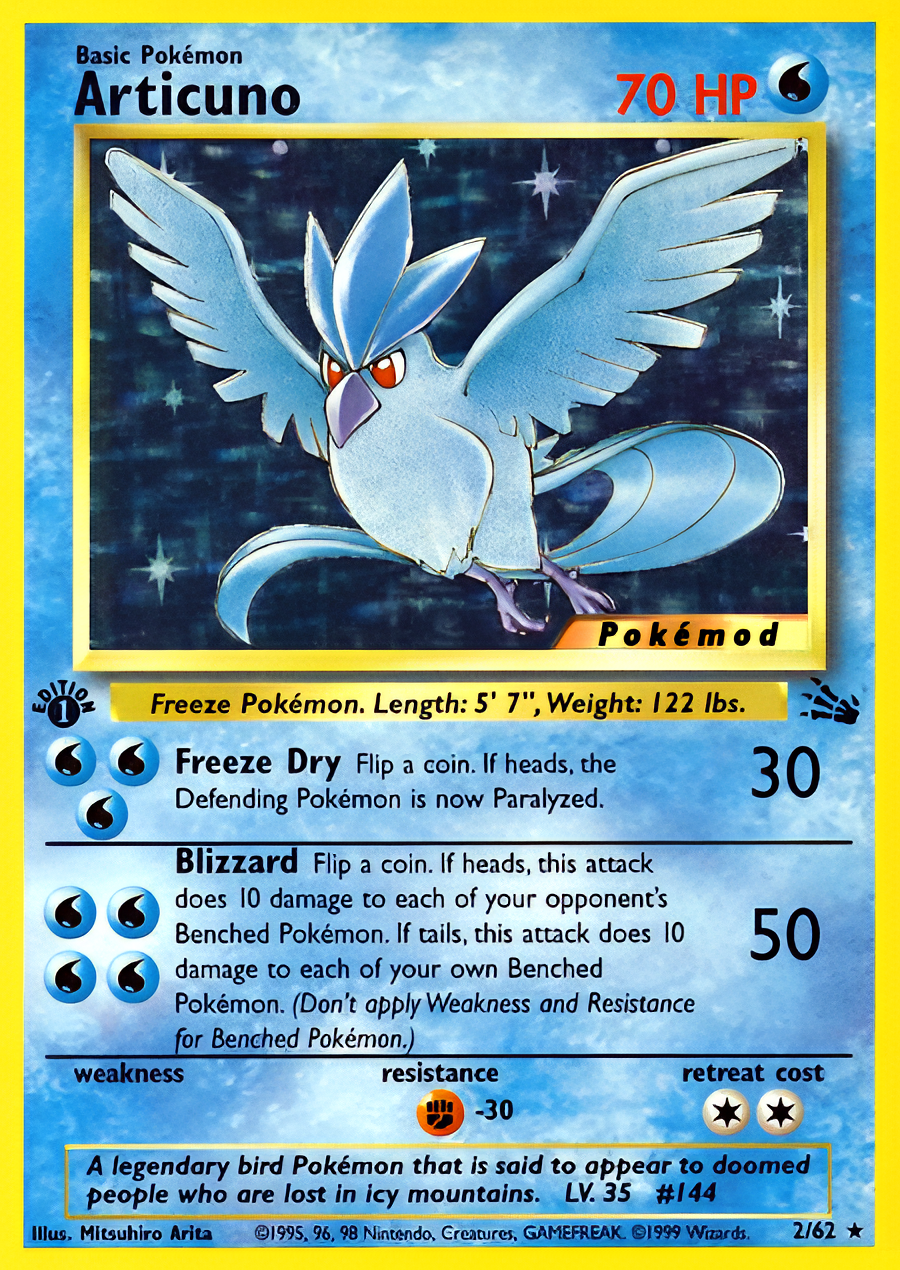 Basic Pokémon
Articuno
70 HP
Pokémod
EDITION
1
Freeze Pokémon. Length: 5' 7", Weight: 122 lbs.
Freeze Dry Flip a coin. If heads, the
Defending Pokémon is now Paralyzed.
30
Blizzard Flip a coin. If heads, this attack
does 10 damage to each of your opponent's
Benched Pokémon. If tails, this attack does 10
damage to each of your own Benched
Pokémon. (Don't apply Weakness and Resistance
for Benched Pokémon.)
50
weakness resistance retreat cost
-30
A legendary bird Pokémon that is said to appear to doomed
people who are lost in icy mountains. LV. 35 #144
Illus. Mitsuhiro Arita ©1995, 96, 98 Nintendo, Creatures, GAMEFREAK. ©1999 Wizards. 2/62 ★